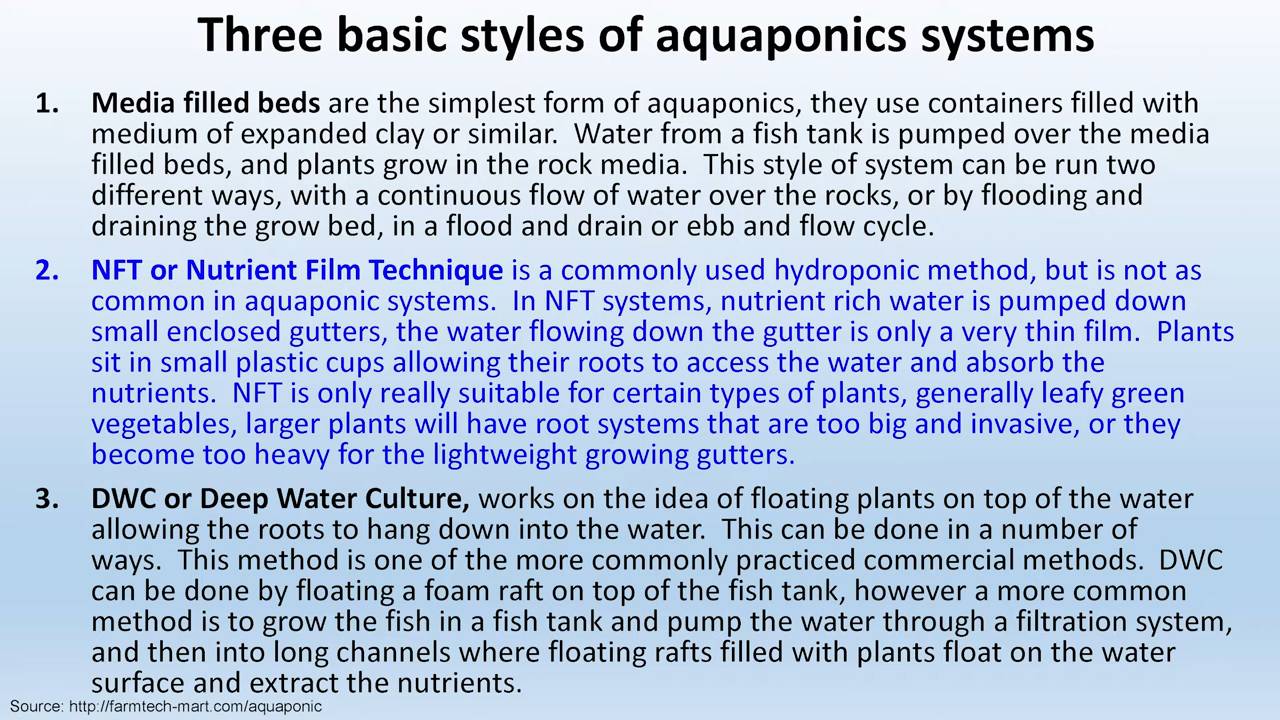 Three basic styles of aquaponics systems
1. Media filled beds are the simplest form of aquaponics, they use containers filled with
medium of expanded clay or similar.  Water from a fish tank is pumped over the media
filled beds, and plants grow in the rock media.  This style of system can be run two
different ways, with a continuous flow of water over the rocks, or by flooding and
draining the grow bed, in a flood and drain or ebb and flow cycle.
2. NFT or Nutrient Film Technique is a commonly used hydroponic method, but is not as
common in aquaponic systems.  In NFT systems, nutrient rich water is pumped down
small enclosed gutters, the water flowing down the gutter is only a very thin film.  Plants
sit in small plastic cups allowing their roots to access the water and absorb the
nutrients.  NFT is only really suitable for certain types of plants, generally leafy green
vegetables, larger plants will have root systems that are too big and invasive, or they
become too heavy for the lightweight growing gutters.
3. DWC or Deep Water Culture, works on the idea of floating plants on top of the water
allowing the roots to hang down into the water.  This can be done in a number of
ways.  This method is one of the more commonly practiced commercial methods.  DWC
can be done by floating a foam raft on top of the fish tank, however a more common
method is to grow the fish in a fish tank and pump the water through a filtration system,
and then into long channels where floating rafts filled with plants float on the water
surface and extract the nutrients.
Source: http://farmtech-mart.com/aquaponic